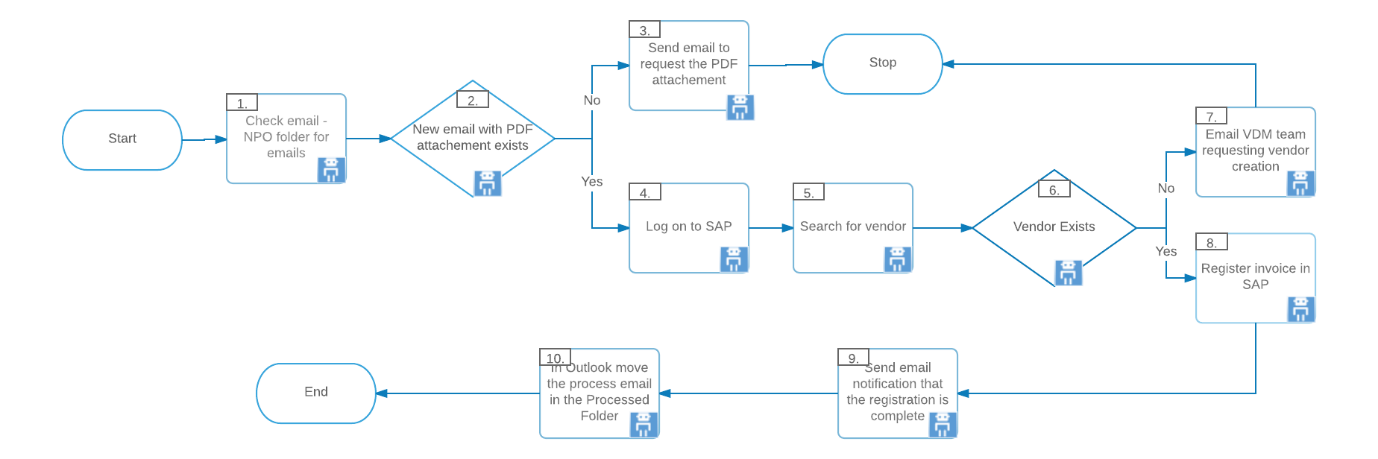 Start
1.
Check email -
NPO folder for
emails
2.
New email with PDF
attachement exists
No
Yes
3.
Send email to
request the PDF
attachement
Stop
4.
Log on to SAP
5.
Search for vendor
6.
Vendor Exists
No
Yes
7.
Email VDM team
requesting vendor
creation
8.
Register invoice in
SAP
9.
Send email
notification that
the registration is
complete
10.
In Outlook move
the process email
in the Processed
Folder
End